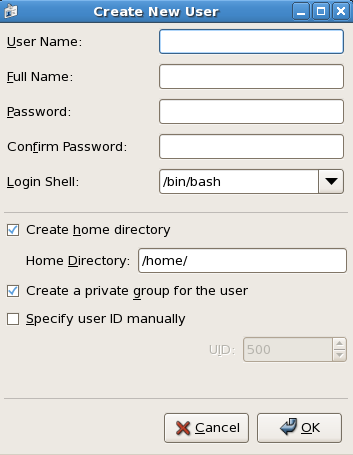 Create New User
User Name:
Full Name:
Password:
Confirm Password:
Login Shell: /bin/bash
Create home directory
Home Directory: /home/
Create a private group for the user
Specify user ID manually
UID: 500
Cancel OK